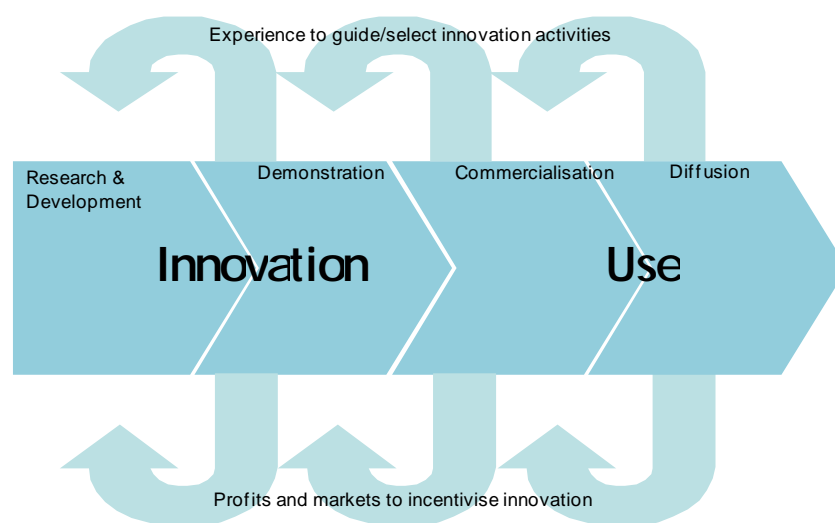 Experience to guide/select innovation activities
Research &
Development
Demonstration
Commercialisation
Diffusion
Innovation
Use
Profits and markets to incentivise innovation